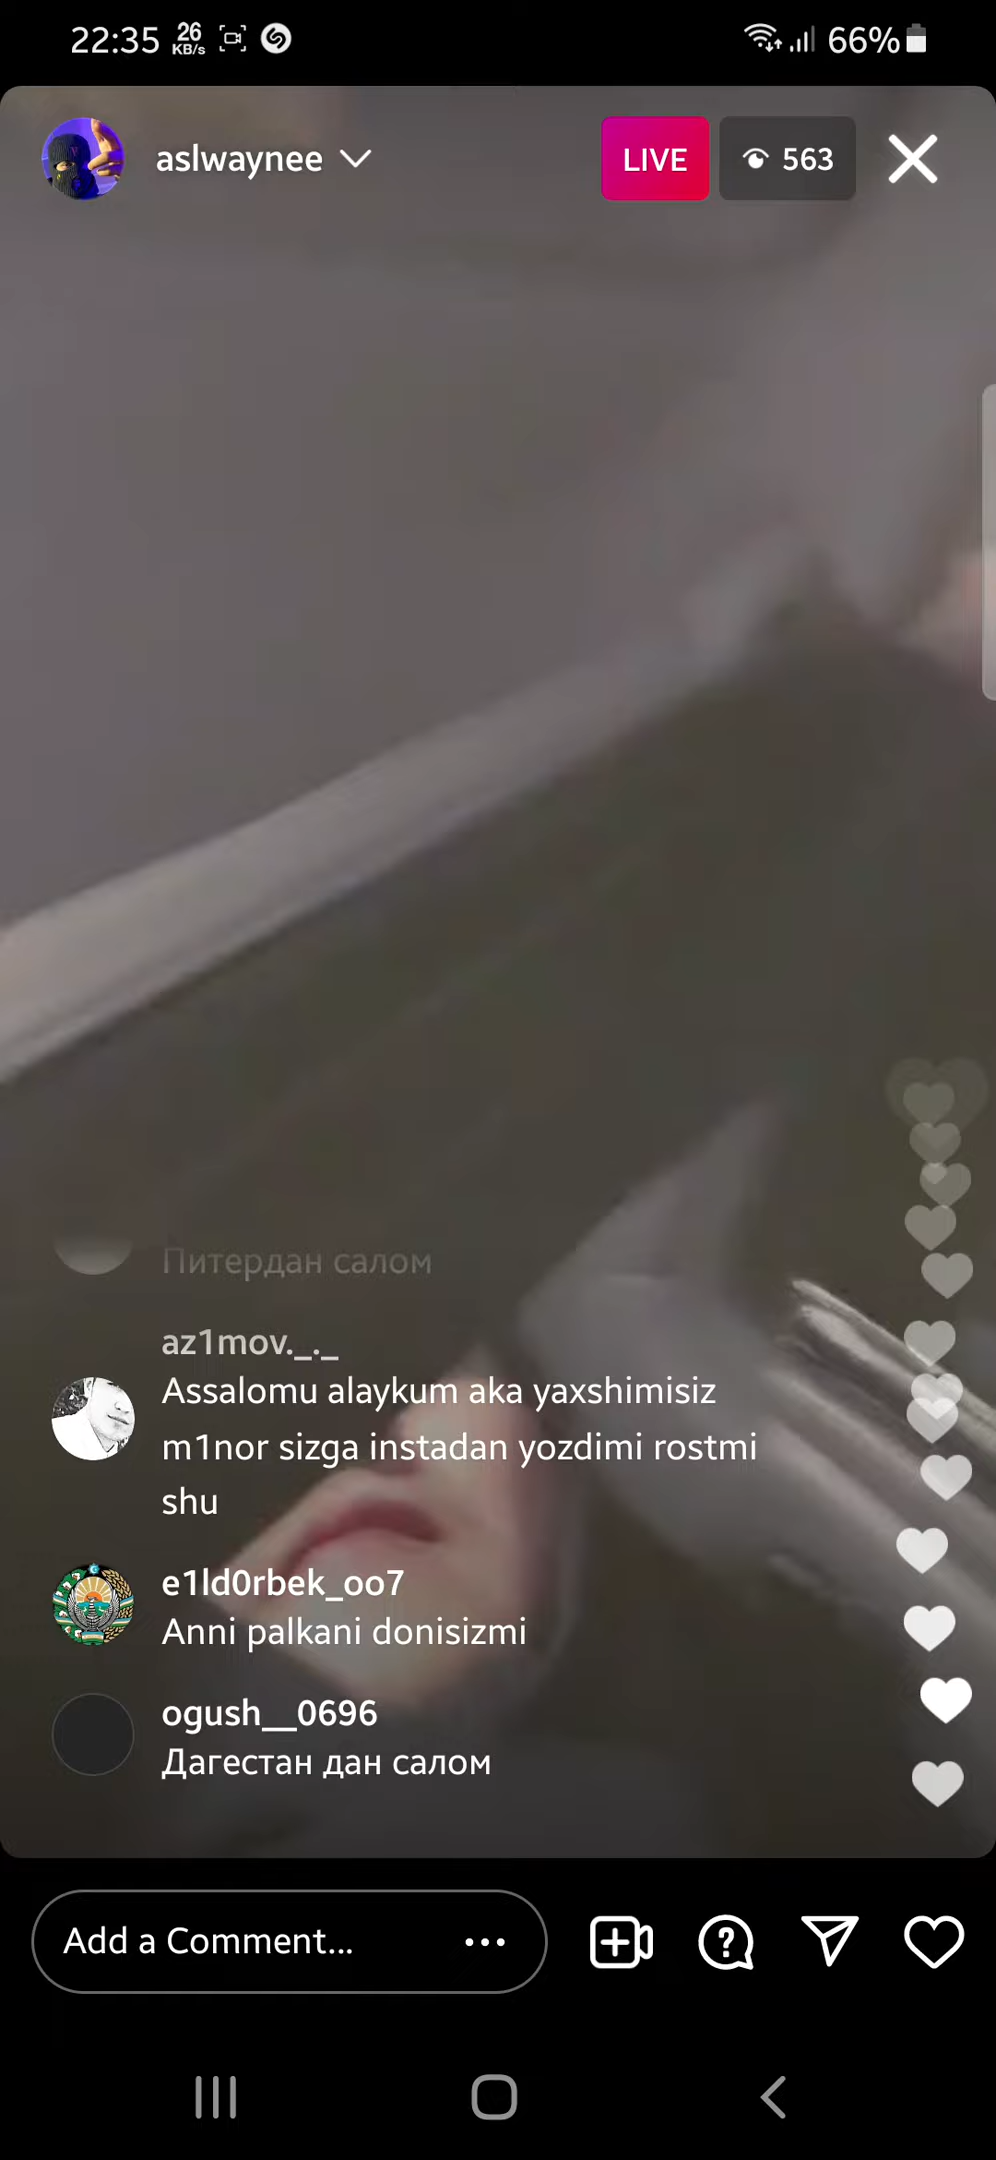 22:35 26 KB/s 66%
aslwaynee LIVE 563
Питердан салом
az1mov._._
Assalomu alaykum aka yaxshimisiz
m1nor sizga instadan yozdimi rostmi
shu
e1ld0rbek_oo7
Anni palkani donisizmi
ogush__0696
Дагестан дан салом
Add a Comment...